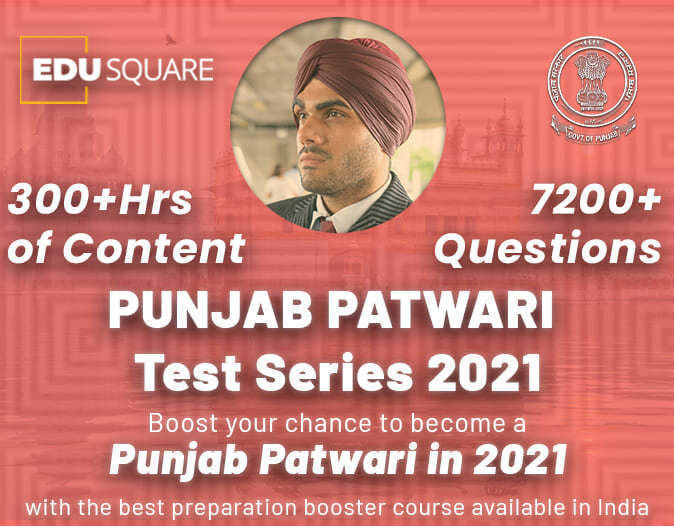 EDU SQUARE
GOVT. OF PUNJAB
300+Hrs
of Content
7200+
Questions
PUNJAB PATWARI
Test Series 2021
Boost your chance to become a
Punjab Patwari in 2021
with the best preparation booster course available in India